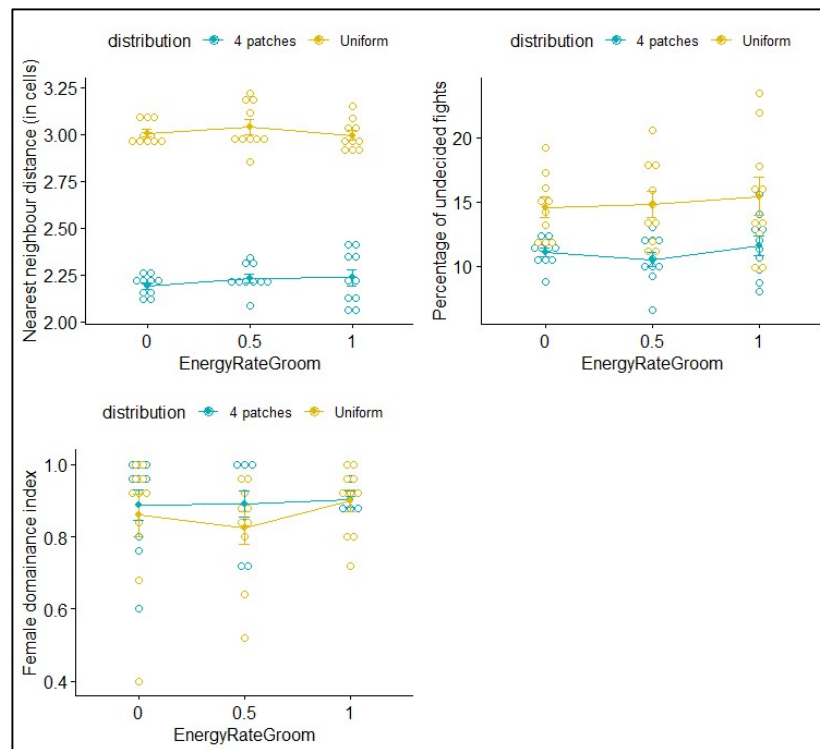 distribution 4 patches Uniform
Nearest neighbour distance (in cells)
3.25
3.00
2.75
2.50
2.25
2.00
0 0.5 1
EnergyRateGroom
distribution 4 patches Uniform
Percentage of undecided fights
20
15
10
0 0.5 1
EnergyRateGroom
distribution 4 patches Uniform
Female domainance index
1.0
0.8
0.6
0.4
0 0.5 1
EnergyRateGroom